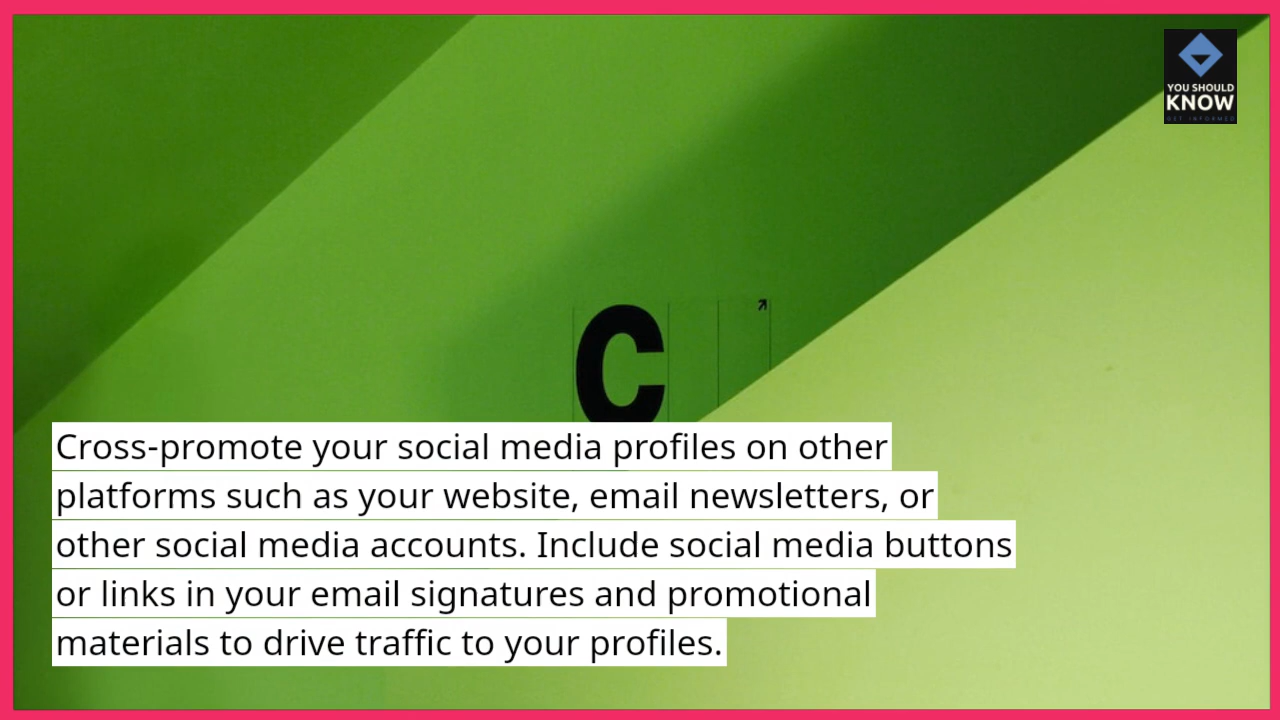 YOU SHOULD
KNOW
GET INFORMED
C
Cross-promote your social media profiles on other
platforms such as your website, email newsletters, or
other social media accounts. Include social media buttons
or links in your email signatures and promotional
materials to drive traffic to your profiles.